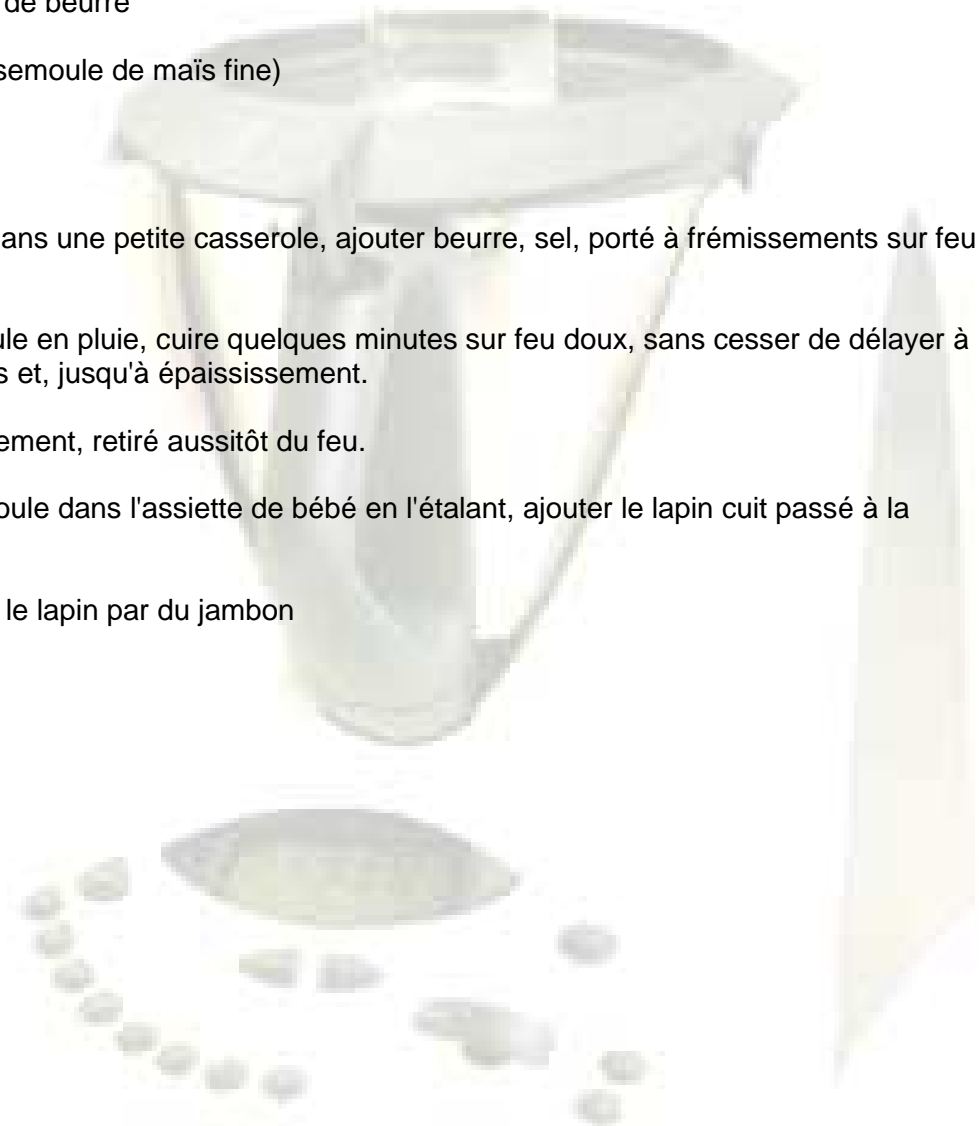 de beurre
semoule de maïs fine)
ans une petite casserole, ajouter beurre, sel, porté à frémissements sur feu
ule en pluie, cuire quelques minutes sur feu doux, sans cesser de délayer à
s et, jusqu'à épaississement.
ement, retiré aussitôt du feu.
oule dans l'assiette de bébé en l'étalant, ajouter le lapin cuit passé à la
le lapin par du jambon